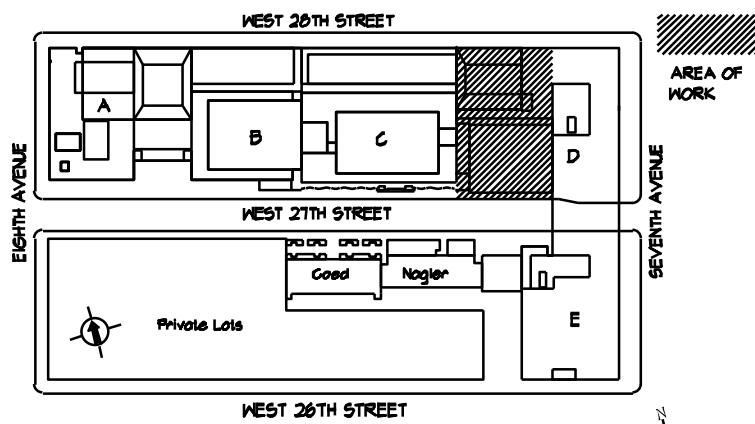 WEST 28TH STREET
AREA OF
WORK
A
B
C
D
EIGHTH AVENUE
SEVENTH AVENUE
WEST 27TH STREET
Coed
Nagler
Private Lots
E
WEST 26TH STREET
N